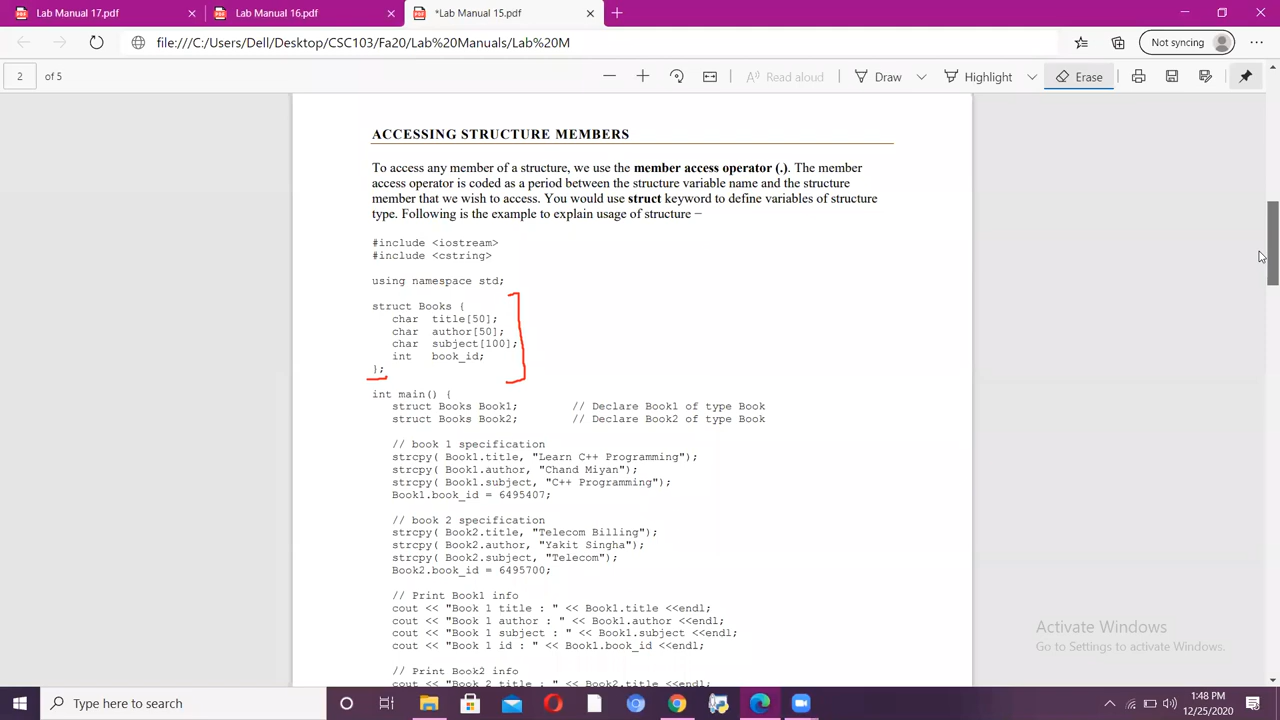 Lab Manual 17.pdf
Lab Manual 16.pdf
*Lab Manual 15.pdf
file:///C:/Users/Dell/Desktop/CSC103/Fa20/Lab%20Manuals/Lab%20M
Not syncing
2 of 5
Read aloud
Draw
Highlight
Erase
ACCESSING STRUCTURE MEMBERS
To access any member of a structure, we use the member access operator (.). The member
access operator is coded as a period between the structure variable name and the structure
member that we wish to access. You would use struct keyword to define variables of structure
type. Following is the example to explain usage of structure −
#include <iostream>
#include <cstring>
using namespace std;
struct Books {
char title[50];
char author[50];
char subject[100];
int book_id;
};
int main() {
struct Books Book1; // Declare Book1 of type Book
struct Books Book2; // Declare Book2 of type Book
// book 1 specification
strcpy( Book1.title, "Learn C++ Programming");
strcpy( Book1.author, "Chand Miyan");
strcpy( Book1.subject, "C++ Programming");
Book1.book_id = 6495407;
// book 2 specification
strcpy( Book2.title, "Telecom Billing");
strcpy( Book2.author, "Yakit Singha");
strcpy( Book2.subject, "Telecom");
Book2.book_id = 6495700;
// Print Book1 info
cout << "Book 1 title : " << Book1.title <<endl;
cout << "Book 1 author : " << Book1.author <<endl;
cout << "Book 1 subject : " << Book1.subject <<endl;
cout << "Book 1 id : " << Book1.book_id <<endl;
// Print Book2 info
cout << "Book 2 title : " << Book2.title <<endl;
Activate Windows
Go to Settings to activate Windows.
Type here to search
1:48 PM
12/25/2020